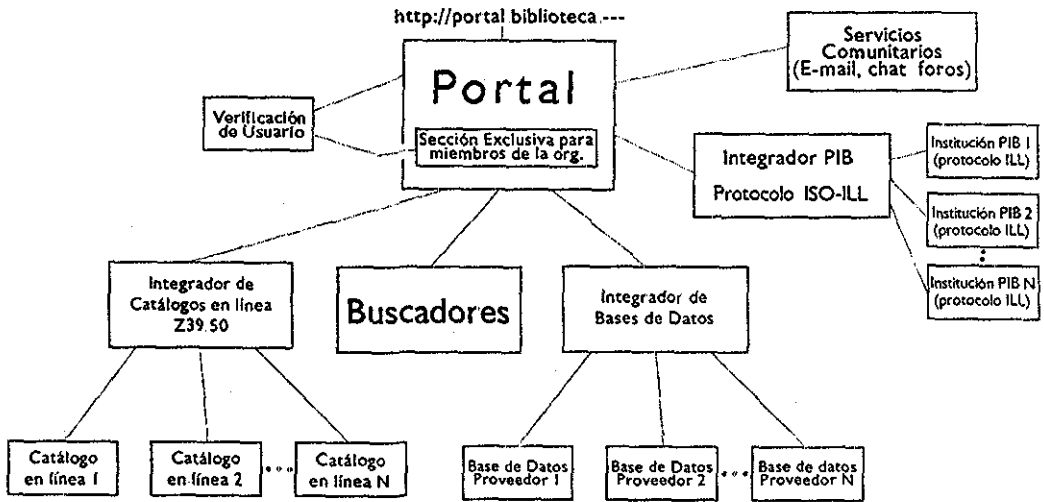 http://portal biblioteca.---
Portal
Sección Exclusiva para
miembros de la org.
Verificación
de Usuario
Servicios
Comunitarios
(E-mail, chat foros)
Integrador PIB
Protocolo ISO-ILL
Institución PIB 1
(protocolo ILL)
Institución PIB 2
(protocolo ILL)
Institución PIB N
(protocolo ILL)
Integrador de
Catálogos en línea
Z39.50
Buscadores
Integrador de
Bases de Datos
Catálogo
en línea 1
Catálogo
en línea 2
Catálogo
en línea N
Base de Datos
Proveedor 1
Base de Datos
Proveedor 2
Base de datos
Proveedor N